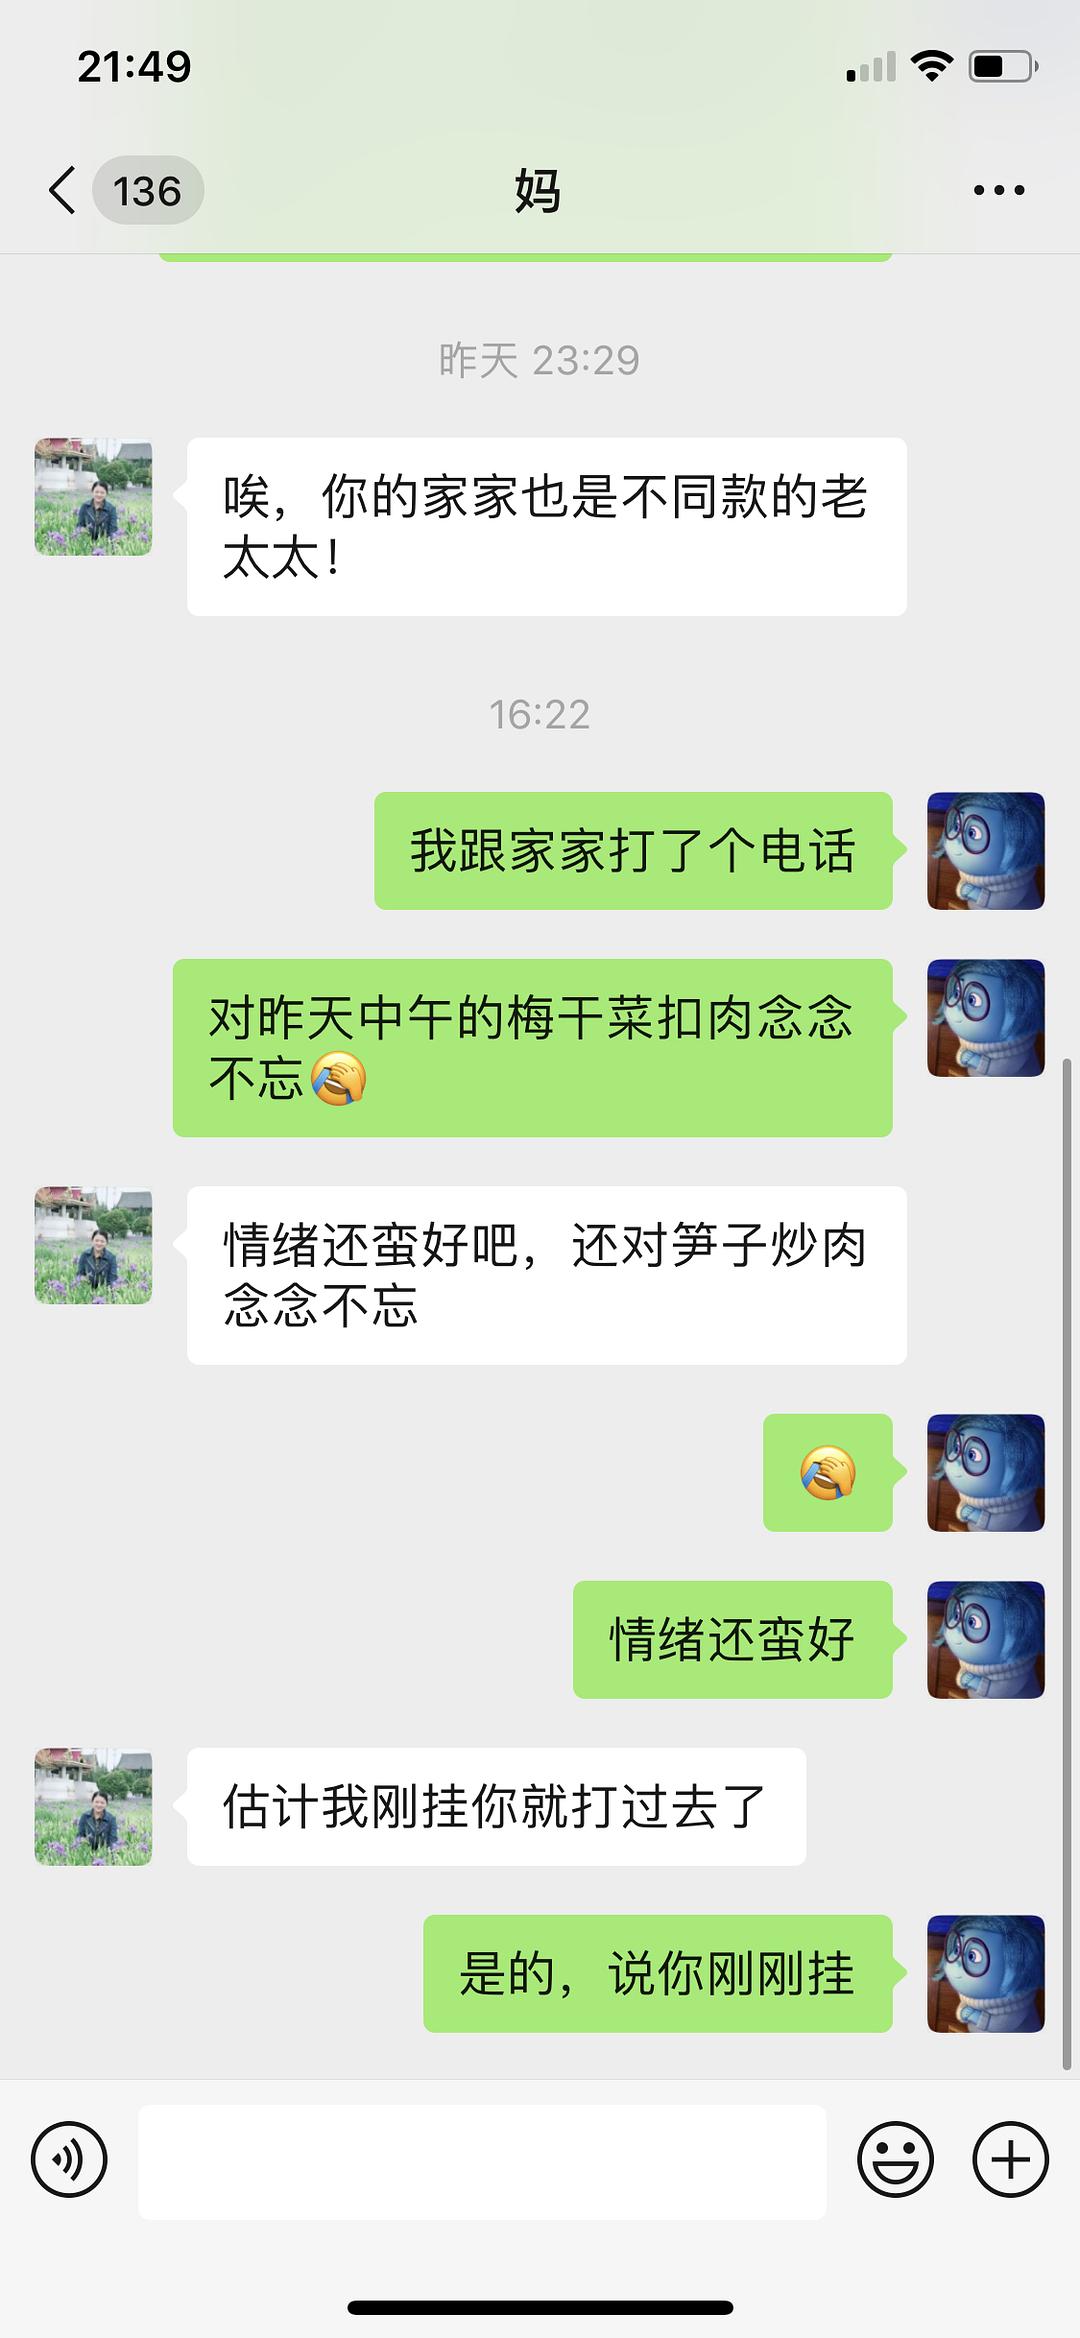 21:49
136
妈
昨天 23:29
唉，你的家家也是不同款的老
太太！
16:22
我跟家家打了个电话
对昨天中午的梅干菜扣肉念念
不忘🤣
情绪还蛮好吧，还对笋子炒肉
念念不忘
情绪还蛮好
估计我刚挂你就打过去了
是的，说你刚刚挂